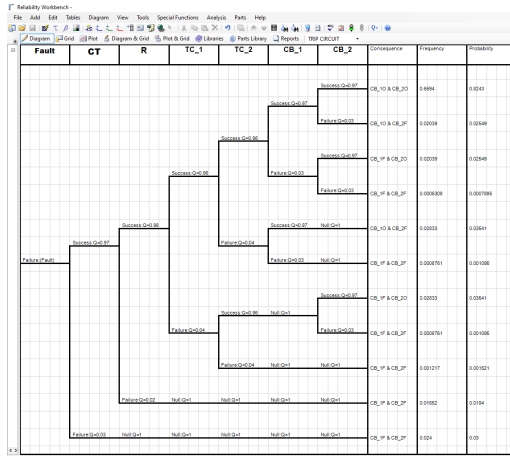 Reliability Workbench -
File Add Edit Tables Diagram View Tools Special Functions Analysis Parts Help
Diagram Grid Plot Diagram & Grid Plot & Grid Libraries Parts Library Reports TRIP CIRCUIT
Fault CT R TC_1 TC_2 CB_1 CB_2 Consequence Frequency Probability
Success:Q=0.97 CB_1O & CB_2O 0.6594 0.8243
Success:Q=0.97
Failure:Q=0.03 CB_1O & CB_2F 0.02039 0.02549
Success:Q=0.96
Success:Q=0.97 CB_1F & CB_2O 0.02039 0.02549
Failure:Q=0.03
Success:Q=0.96
Failure:Q=0.03 CB_1F & CB_2F 0.0006308 0.0007885
Success:Q=0.98 Success:Q=0.97 Null:Q=1 CB_1O & CB_2F 0.02833 0.03541
Success:Q=0.97 Failure:Q=0.04
Failure:(Fault) Failure:Q=0.03 Null:Q=1 CB_1F & CB_2F 0.0008761 0.001095
Success:Q=0.97 CB_1F & CB_2O 0.02833 0.03541
Success:Q=0.96 Null:Q=1
Failure:Q=0.04 Failure:Q=0.03 CB_1F & CB_2F 0.0008761 0.001095
Failure:Q=0.04 Null:Q=1 Null:Q=1 CB_1F & CB_2F 0.001217 0.001521
Failure:Q=0.02 Null:Q=1 Null:Q=1 Null:Q=1 Null:Q=1 CB_1F & CB_2F 0.01552 0.0194
Failure:Q=0.03 Null:Q=1 Null:Q=1 Null:Q=1 Null:Q=1 Null:Q=1 CB_1F & CB_2F 0.024 0.03